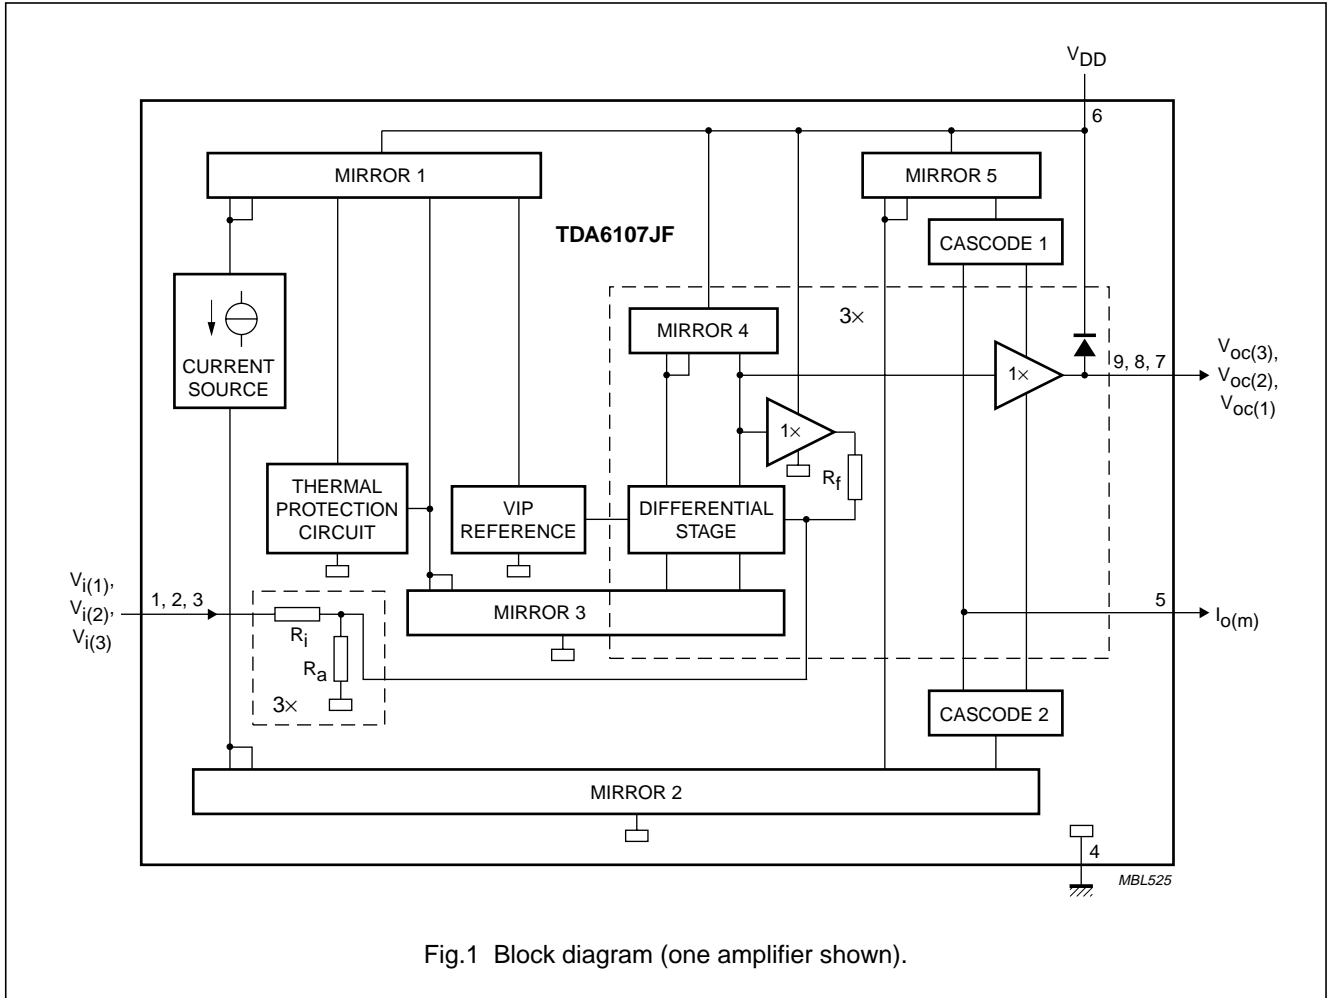 VDD
6
MIRROR 1
MIRROR 5
TDA6107JF
CASCODE 1
3×
MIRROR 4
CURRENT
SOURCE
1×
9, 8, 7
Voc(3),
Voc(2),
Voc(1)
1×
Rf
THERMAL
PROTECTION
CIRCUIT
VIP
REFERENCE
DIFFERENTIAL
STAGE
Vi(1),
Vi(2),
Vi(3)
1, 2, 3
MIRROR 3
5
Io(m)
Ri
Ra
3×
CASCODE 2
MIRROR 2
4
MBL525
Fig.1 Block diagram (one amplifier shown).